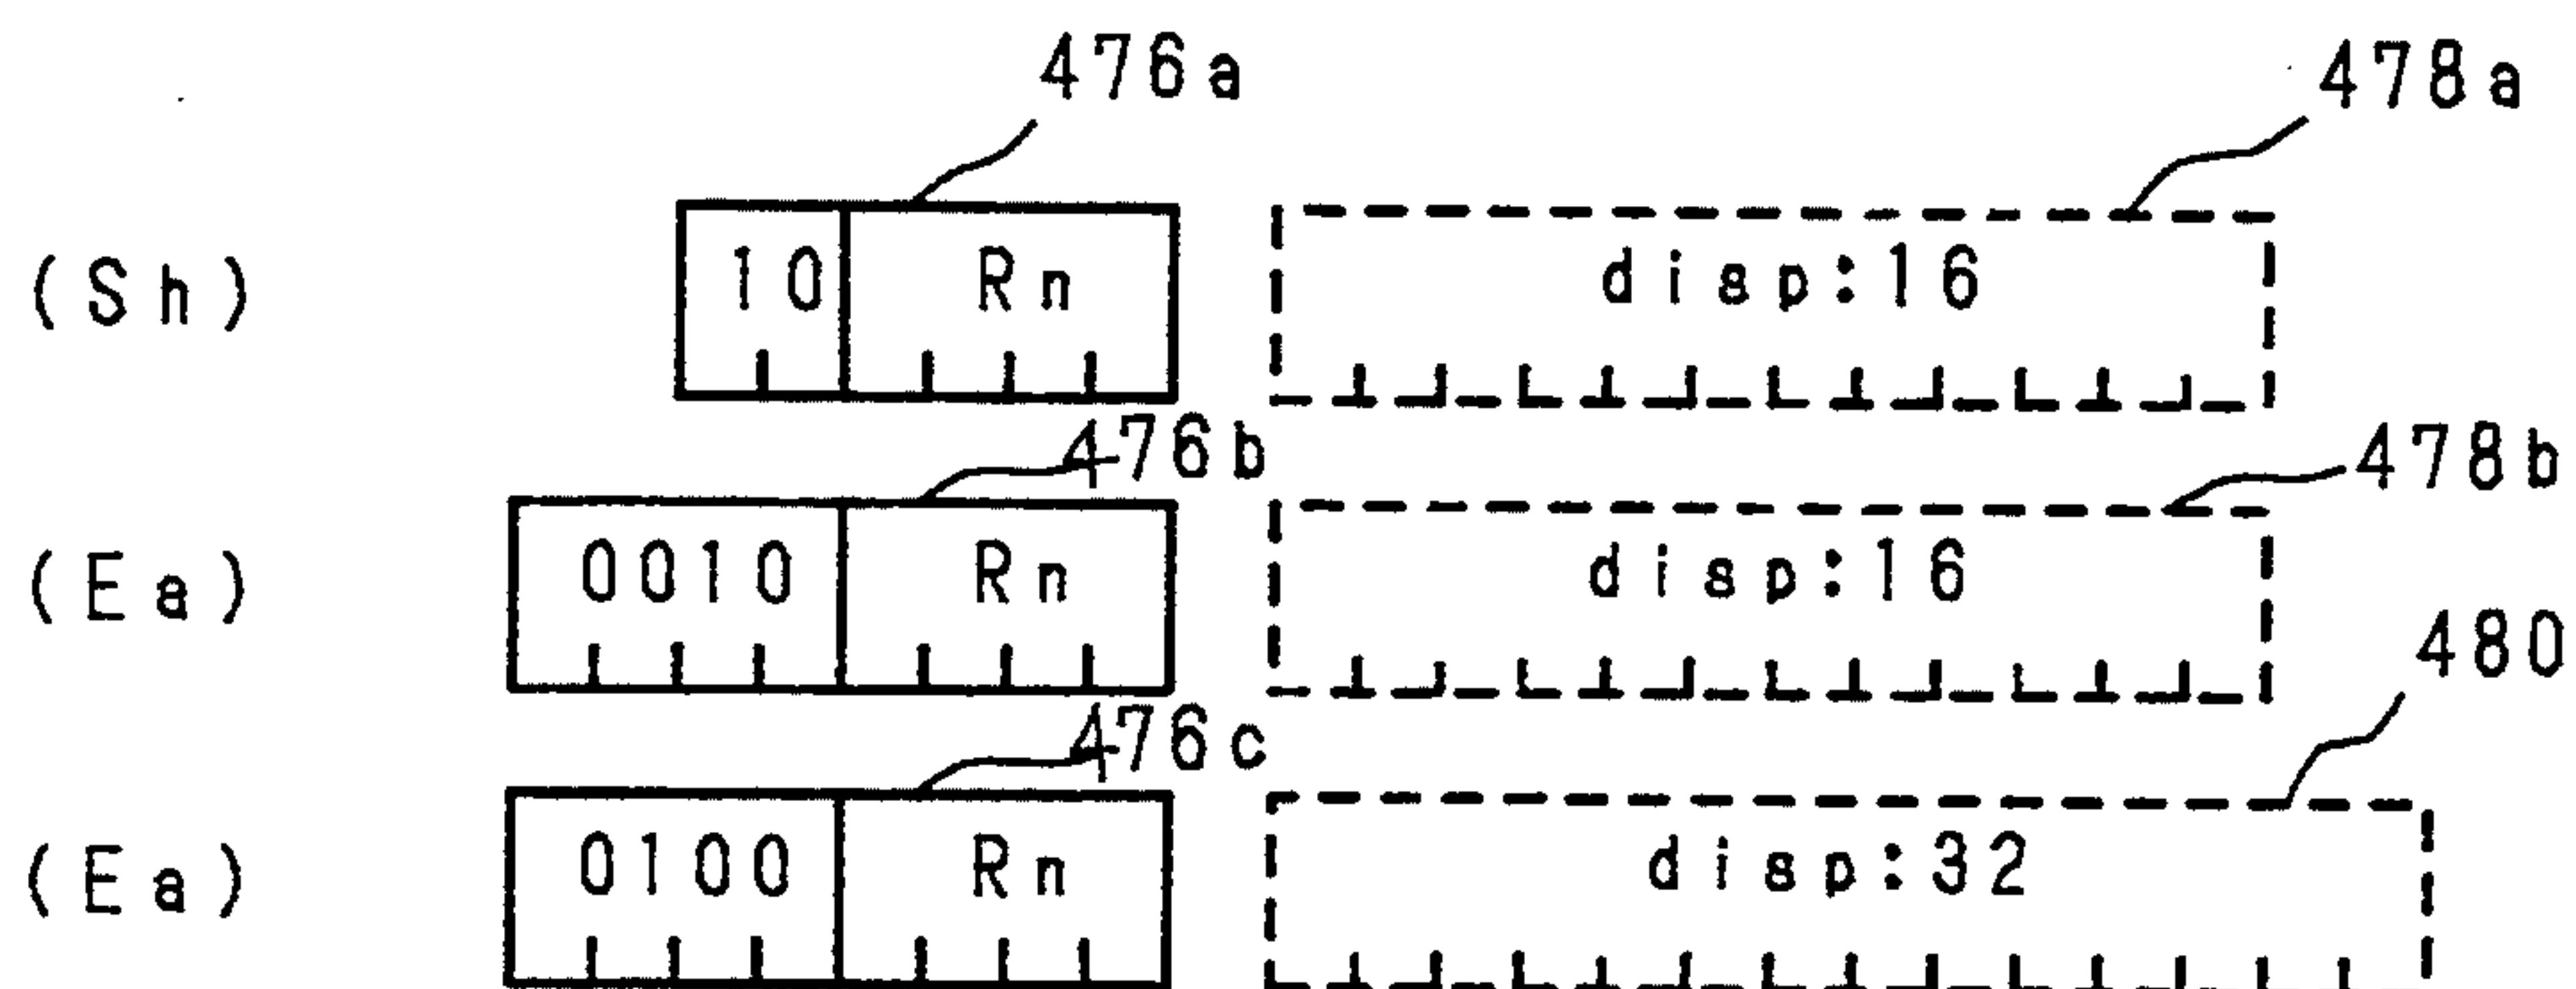 476a 478a
(Sh) 10 Rn disp:16
476b 478b
(Ea) 0010 Rn disp:16
476c 480
(Ea) 0100 Rn disp:32